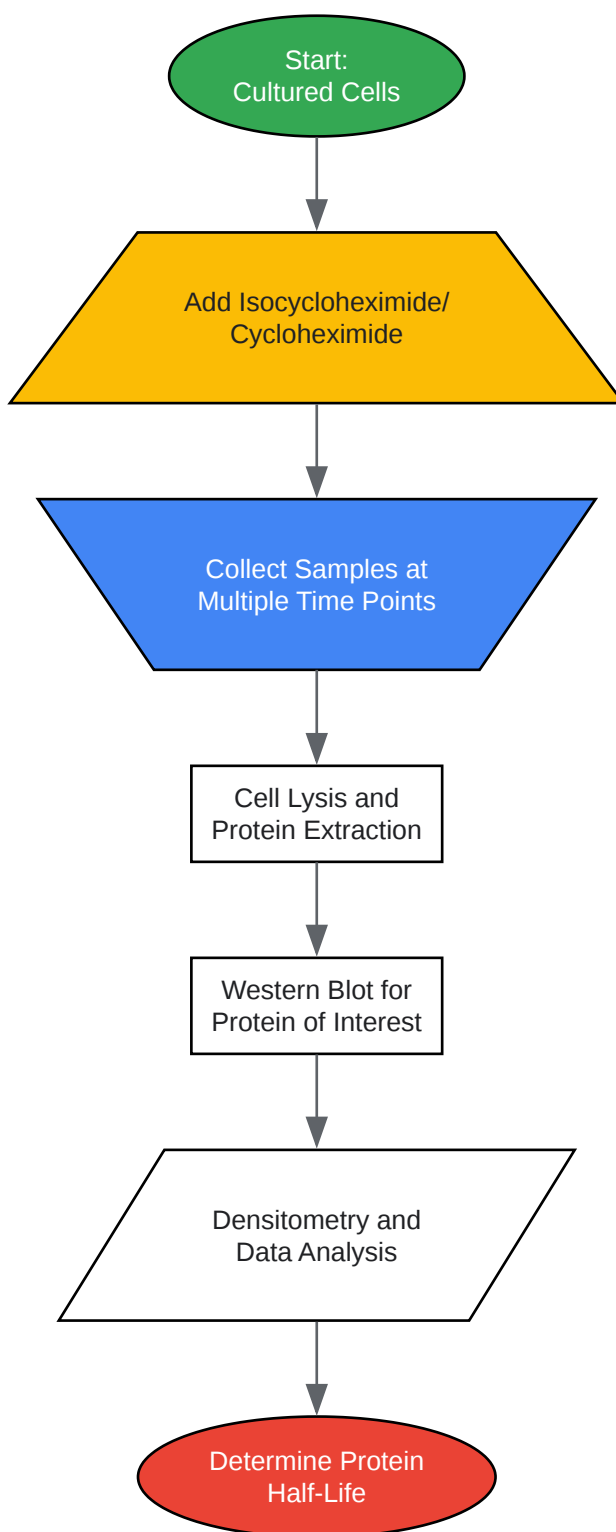 Start:
Cultured Cells
Add Isocycloheximide/
Cycloheximide
Collect Samples at
Multiple Time Points
Cell Lysis and
Protein Extraction
Western Blot for
Protein of Interest
Densitometry and
Data Analysis
Determine Protein
Half-Life